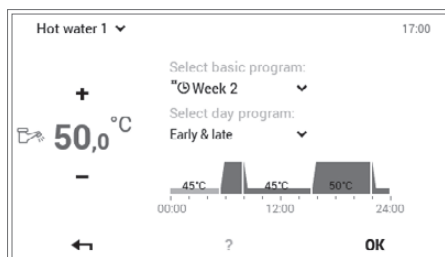 Hot water 1
17:00
Select basic program:
Week 2
Select day program:
Early & late
+
50,0 °C
−
45°C 45°C 50°C
00:00 12:00 24:00
? OK